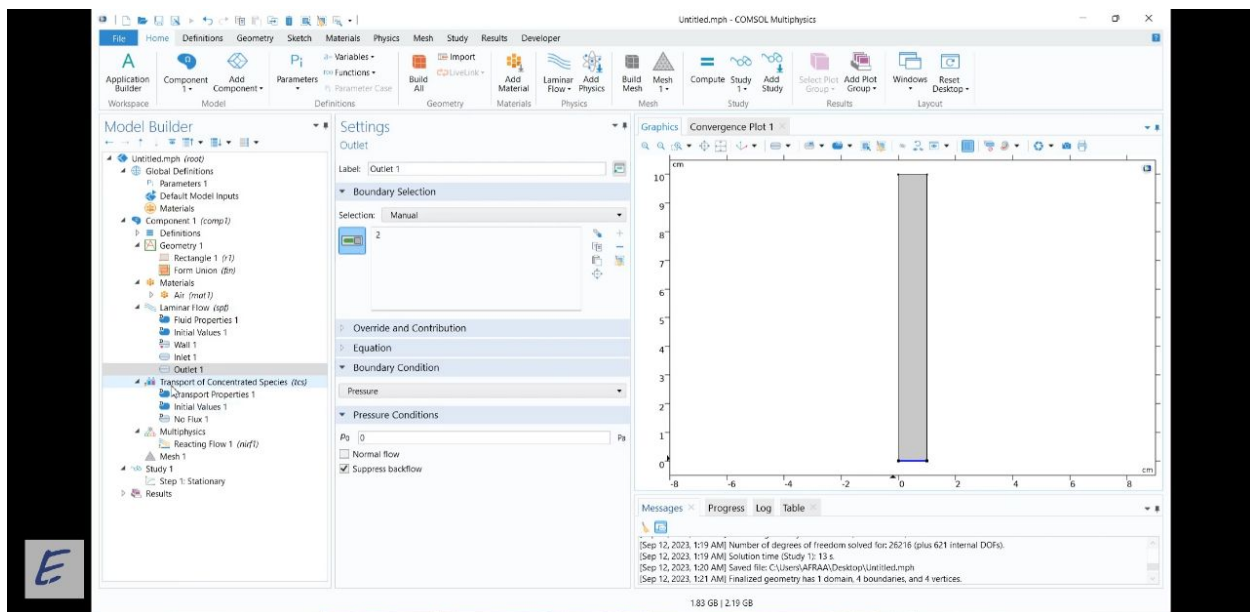 Untitled.mph - COMSOL Multiphysics
File Home Definitions Geometry Sketch Materials Physics Mesh Study Results Developer
Application Builder
Component 1
Add Component
Parameters
a= Variables
f(x) Functions
Pi Parameter Case
Build All
Import
LiveLink
Add Material
Laminar Flow
Add Physics
Build Mesh
Mesh 1
Compute
Study 1
Add Study
Select Plot Group
Add Plot Group
Windows
Reset Desktop
Workspace Model Definitions Geometry Materials Physics Mesh Study Results Layout
Model Builder
Untitled.mph (root)
Global Definitions
Parameters 1
Default Model Inputs
Materials
Component 1 (comp1)
Definitions
Geometry 1
Rectangle 1 (r1)
Form Union (fin)
Materials
Air (mat1)
Laminar Flow (spf)
Fluid Properties 1
Initial Values 1
Wall 1
Inlet 1
Outlet 1
Transport of Concentrated Species (tcs)
Transport Properties 1
Initial Values 1
No Flux 1
Multiphysics
Reacting Flow 1 (nirf1)
Mesh 1
Study 1
Step 1: Stationary
Results
Settings
Outlet
Label: Outlet 1
Boundary Selection
Selection: Manual
2
Override and Contribution
Equation
Boundary Condition
Pressure
Pressure Conditions
P0 0 Pa
Normal flow
Suppress backflow
Graphics Convergence Plot 1
cm
10
9
8
7
6
5
4
3
2
1
0
-8 -6 -4 -2 0 2 4 6 8
cm
Messages Progress Log Table
[Sep 12, 2023, 1:19 AM] Number of degrees of freedom solved for: 26216 (plus 621 internal DOFs).
[Sep 12, 2023, 1:19 AM] Solution time (Study 1): 13 s.
[Sep 12, 2023, 1:20 AM] Saved file: C:\Users\AFRAA\Desktop\Untitled.mph
[Sep 12, 2023, 1:21 AM] Finalized geometry has 1 domain, 4 boundaries, and 4 vertices.
1.83 GB | 2.19 GB
E